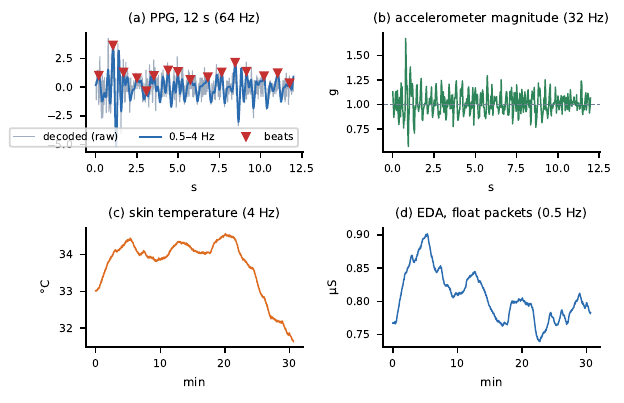 (a) PPG, 12 s (64 Hz)
2.5
0.0
−2.5
−5.0
decoded (raw)
0.5–4 Hz
beats
0.0 2.5 5.0 7.5 10.0 12.5
s
(b) accelerometer magnitude (32 Hz)
g
1.50
1.25
1.00
0.75
0.0 2.5 5.0 7.5 10.0 12.5
s
(c) skin temperature (4 Hz)
°C
34
33
32
0 10 20 30
min
(d) EDA, float packets (0.5 Hz)
μS
0.90
0.85
0.80
0.75
0 10 20 30
min